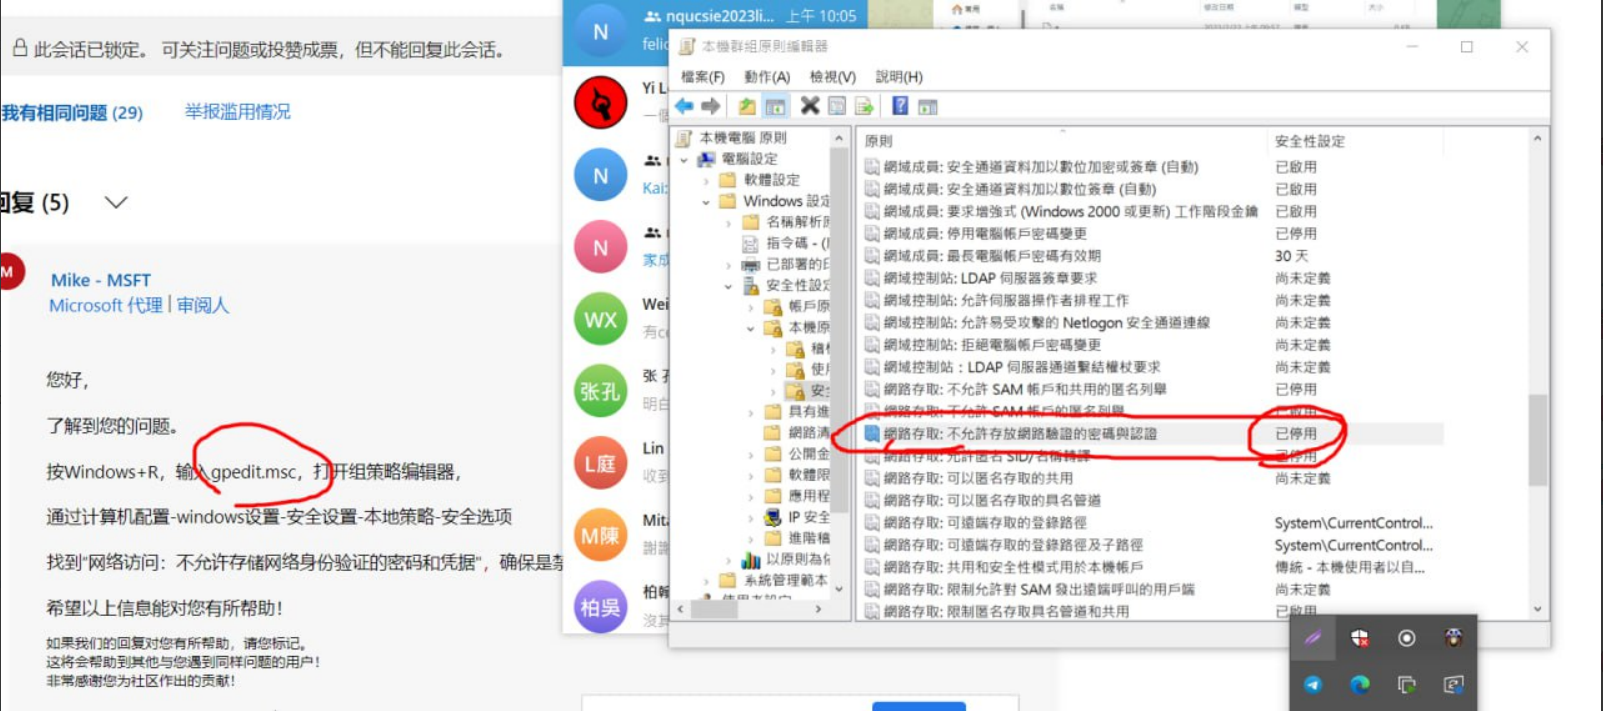 此会话已锁定。 可关注问题或投赞成票，但不能回复此会话。
我有相同问题 (29)
举报滥用情况
回复 (5)
M
Mike - MSFT
Microsoft 代理 | 审阅人
您好，
了解到您的问题。
按Windows+R，输入gpedit.msc，打开组策略编辑器，
通过计算机配置-windows设置-安全设置-本地策略-安全选项
找到"网络访问：不允许存储网络身份验证的密码和凭据"，确保是禁
希望以上信息能对您有所帮助！
如果我们的回复对您有所帮助，请您标记。
这将会帮助到其他与您遇到同样问题的用户！
非常感谢您为社区作出的贡献！
N
nqucsie2023li...
上午 10:05
felic
Yi L
一個
N
Kai:
N
家成
WX
Wei
张孔
张 孔
明白
L庭
Lin
收到
M陳
Mita
謝謝
柏吳
柏翰
常用
名稱
修改日期
類型
大小
本機群組原則編輯器
檔案(F)
動作(A)
檢視(V)
說明(H)
本機電腦 原則
電腦設定
軟體設定
Windows 設定
名稱解析原
指令碼 - (
已部署的印
安全性設定
帳戶原
本機原
稽核
使用
安全
具有進
網路清
公開金
軟體限
應用程
IP 安全
進階稽
以原則為依
系統管理範本
使用者設定
原則
安全性設定
網域成員: 安全通道資料加以數位加密或簽章 (自動)
已啟用
網域成員: 安全通道資料加以數位簽章 (自動)
已啟用
網域成員: 要求增強式 (Windows 2000 或更新) 工作階段金鑰
已啟用
網域成員: 停用電腦帳戶密碼變更
已停用
網域成員: 最長電腦帳戶密碼有效期
30 天
網域控制站: LDAP 伺服器簽章要求
尚未定義
網域控制站: 允許伺服器操作者排程工作
尚未定義
網域控制站: 允許易受攻擊的 Netlogon 安全通道連線
尚未定義
網域控制站: 拒絕電腦帳戶密碼變更
尚未定義
網域控制站：LDAP 伺服器通道繫結權杖要求
尚未定義
網路存取: 不允許 SAM 帳戶和共用的匿名列舉
已停用
網路存取: 不允許 SAM 帳戶的匿名列舉
已啟用
網路存取: 不允許存放網路驗證的密碼與認證
已停用
網路存取: 允許匿名 SID/名稱轉譯
已停用
網路存取: 可以匿名存取的共用
尚未定義
網路存取: 可以匿名存取的具名管道
網路存取: 可遠端存取的登錄路徑
System\CurrentControl...
網路存取: 可遠端存取的登錄路徑及子路徑
System\CurrentControl...
網路存取: 共用和安全性模式用於本機帳戶
傳統 - 本機使用者以自...
網路存取: 限制允許對 SAM 發出遠端呼叫的用戶端
尚未定義
網路存取: 限制匿名存取具名管道和共用
已啟用